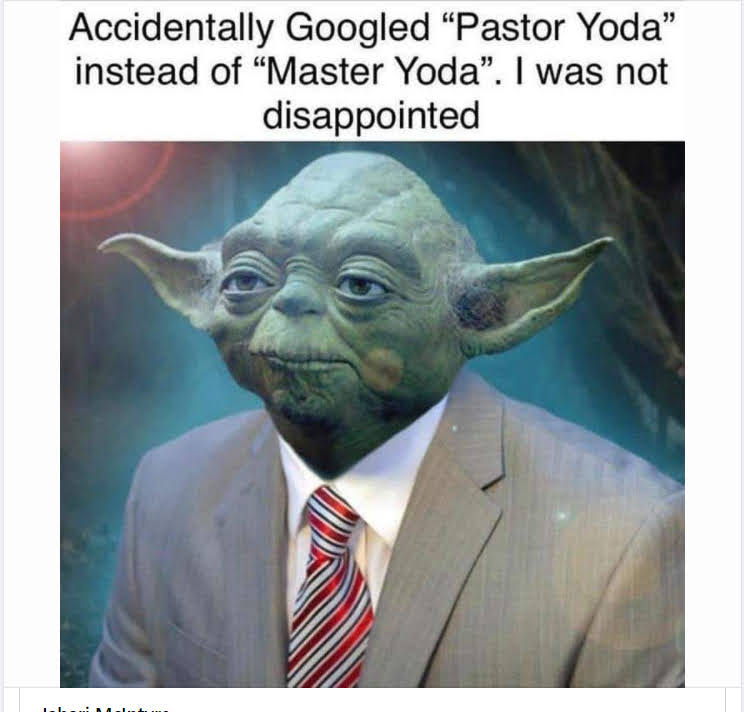 Accidentally Googled “Pastor Yoda”
instead of “Master Yoda”. I was not
disappointed